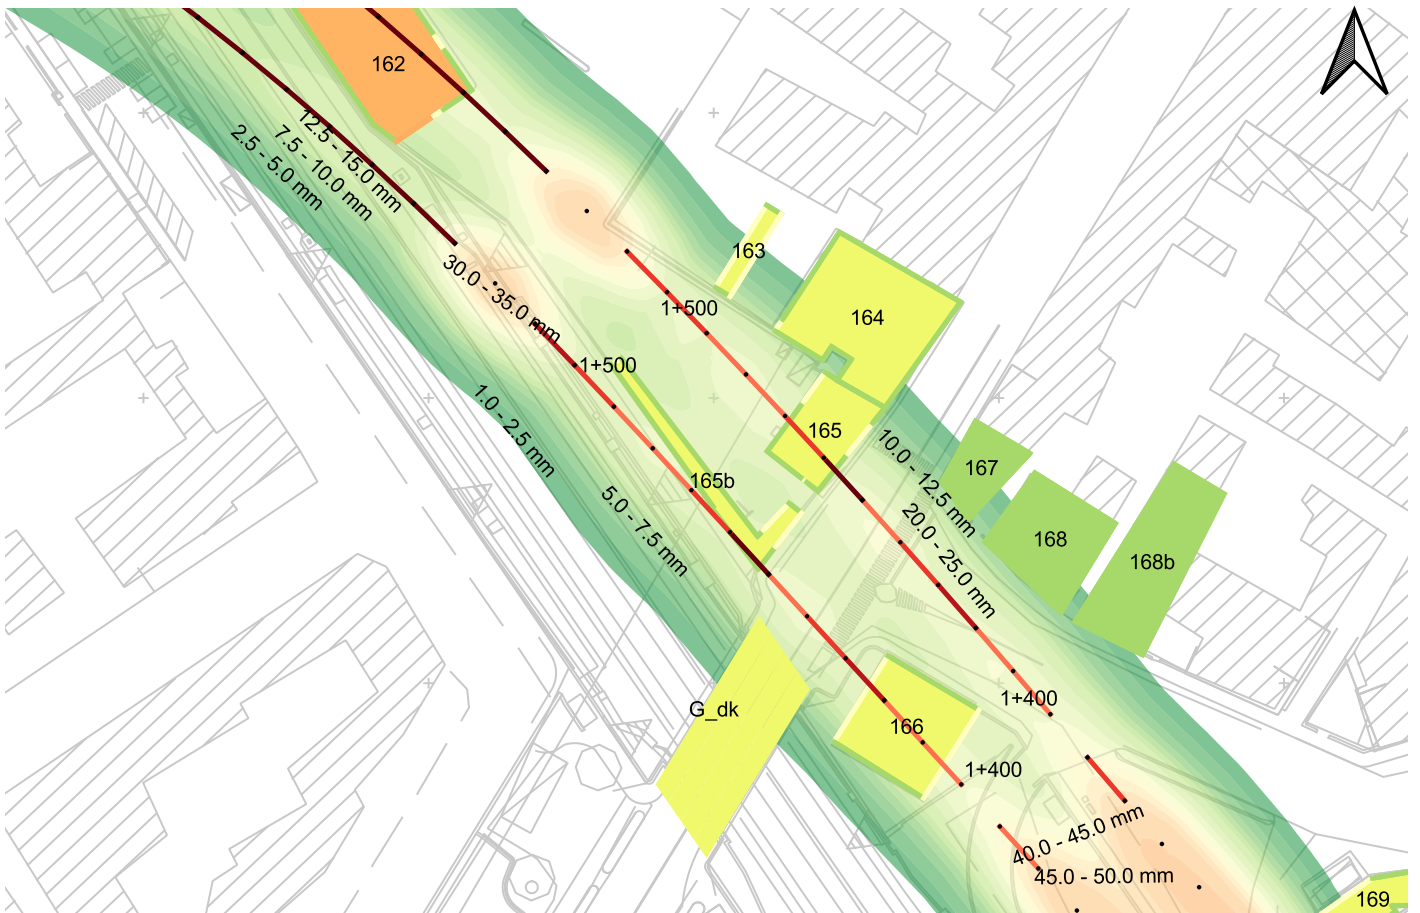 162
12.5 - 15.0 mm
7.5 - 10.0 mm
2.5 - 5.0 mm
163
30.0 - 35.0 mm
1+500
164
1+500
1.0 - 2.5 mm
165
10.0 - 12.5 mm
167
165b
5.0 - 7.5 mm
20.0 - 25.0 mm
168
168b
1+400
G_dk
166
1+400
40.0 - 45.0 mm
45.0 - 50.0 mm
169